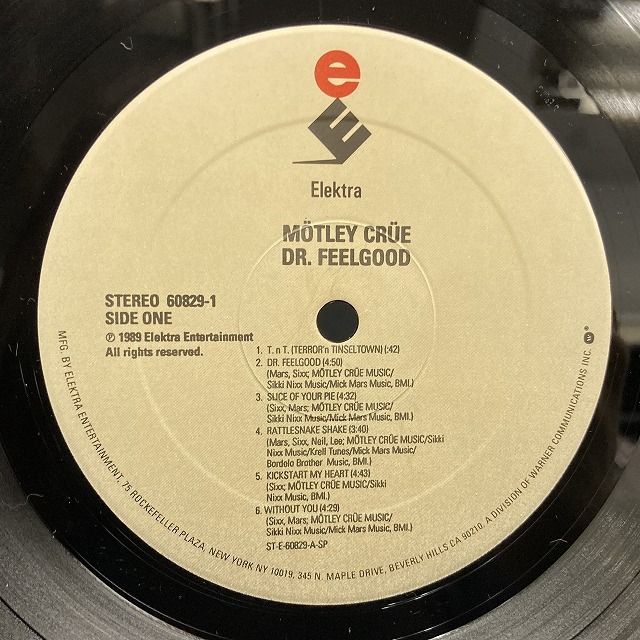 e
E
Elektra
MÖTLEY CRÜE
DR. FEELGOOD
STEREO 60829-1
SIDE ONE
℗ 1989 Elektra Entertainment
All rights reserved.
1. T. n T. (TERROR'n TINSELTOWN) (:42)
2. DR. FEELGOOD (4:50)
(Mars, Sixx; MÖTLEY CRÜE MUSIC/
Sikki Nixx Music/Mick Mars Music, BMI.)
3. SLICE OF YOUR PIE (4:32)
(Sixx, Mars; MÖTLEY CRÜE MUSIC/
Sikki Nixx Music/Mick Mars Music, BMI.)
4. RATTLESNAKE SHAKE (3:40)
(Mars, Sixx, Neil, Lee; MÖTLEY CRÜE MUSIC/Sikki
Nixx Music/Krell Tunes/Mick Mars Music/
Bordolo Brother Music, BMI.)
5. KICKSTART MY HEART (4:43)
(Sixx; MÖTLEY CRÜE MUSIC/Sikki
Nixx Music, BMI.)
6. WITHOUT YOU (4:29)
(Sixx, Mars; MÖTLEY CRÜE MUSIC/
Sikki Nixx Music/Mick Mars Music, BMI.)
ST-E-60829-A-SP
MFG. BY ELEKTRA ENTERTAINMENT, 75 ROCKEFELLER PLAZA, NEW YORK NY 10019, 345 N. MAPLE DRIVE, BEVERLY HILLS CA 90210, A DIVISION OF WARNER COMMUNICATIONS INC.